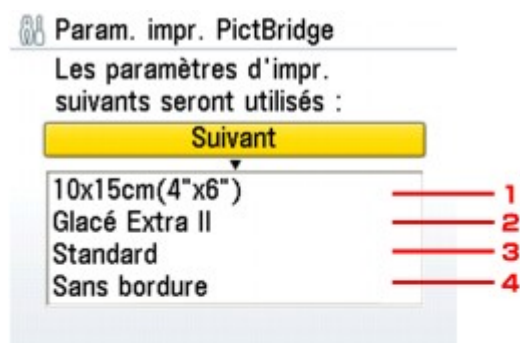 Param. impr. PictBridge
Les paramètres d'impr.
suivants seront utilisés :
Suivant
10x15cm(4"x6") 1
Glacé Extra II 2
Standard 3
Sans bordure 4